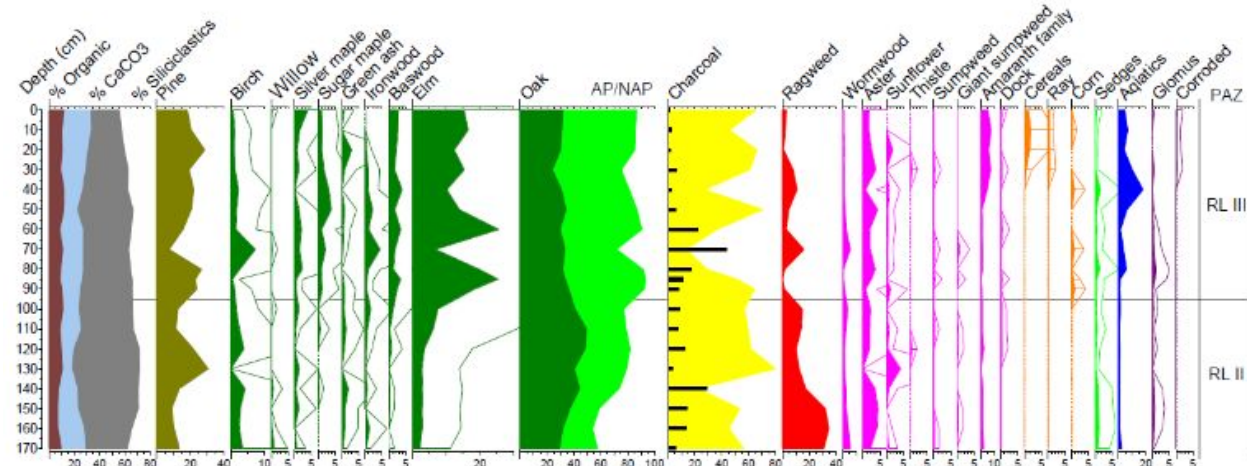 Depth (cm)
% Organic
% CaCO3
% Siliciclastics
Pine
Birch
Willow
Silver maple
Sugar maple
Green ash
Ironwood
Basswood
Elm
Oak
AP/NAP
Charcoal
Ragweed
Wormwood
Aster
Sunflower
Thistle
Sumpweed
Giant sumpweed
Amaranth family
Dock
Cereals
Ray
Corn
Sedges
Aquatics
Glomus
Corroded
PAZ
0
10
20
30
40
50
60
70
80
90
100
110
120
130
140
150
160
170
RL III
RL II
20 40 60 80 20 40 10 5 5 5 5 5 5 20 20 40 60 80 100 20 40 60 20 40 5 5 5 5 5 5 10 5 5 5 5 5 20 5 5